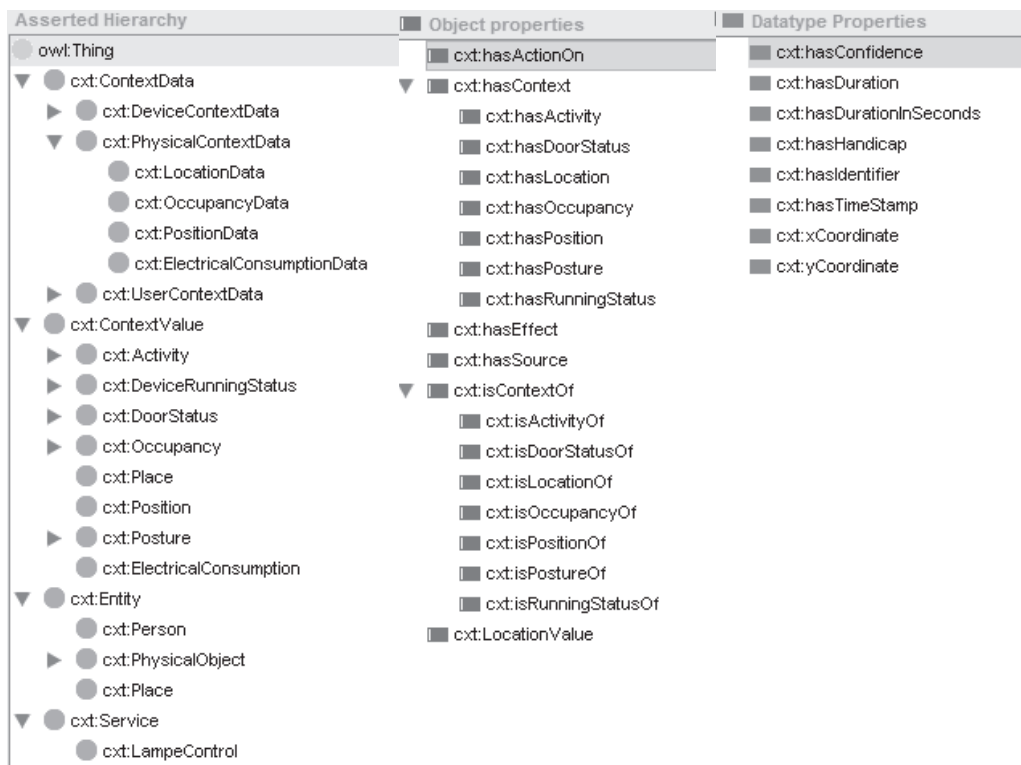 Asserted Hierarchy
owl:Thing
cxt:ContextData
cxt:DeviceContextData
cxt:PhysicalContextData
cxt:LocationData
cxt:OccupancyData
cxt:PositionData
cxt:ElectricalConsumptionData
cxt:UserContextData
cxt:ContextValue
cxt:Activity
cxt:DeviceRunningStatus
cxt:DoorStatus
cxt:Occupancy
cxt:Place
cxt:Position
cxt:Posture
cxt:ElectricalConsumption
cxt:Entity
cxt:Person
cxt:PhysicalObject
cxt:Place
cxt:Service
cxt:LampeControl
Object properties
cxt:hasActionOn
cxt:hasContext
cxt:hasActivity
cxt:hasDoorStatus
cxt:hasLocation
cxt:hasOccupancy
cxt:hasPosition
cxt:hasPosture
cxt:hasRunningStatus
cxt:hasEffect
cxt:hasSource
cxt:isContextOf
cxt:isActivityOf
cxt:isDoorStatusOf
cxt:isLocationOf
cxt:isOccupancyOf
cxt:isPositionOf
cxt:isPostureOf
cxt:isRunningStatusOf
cxt:LocationValue
Datatype Properties
cxt:hasConfidence
cxt:hasDuration
cxt:hasDurationInSeconds
cxt:hasHandicap
cxt:hasIdentifier
cxt:hasTimeStamp
cxt:xCoordinate
cxt:yCoordinate